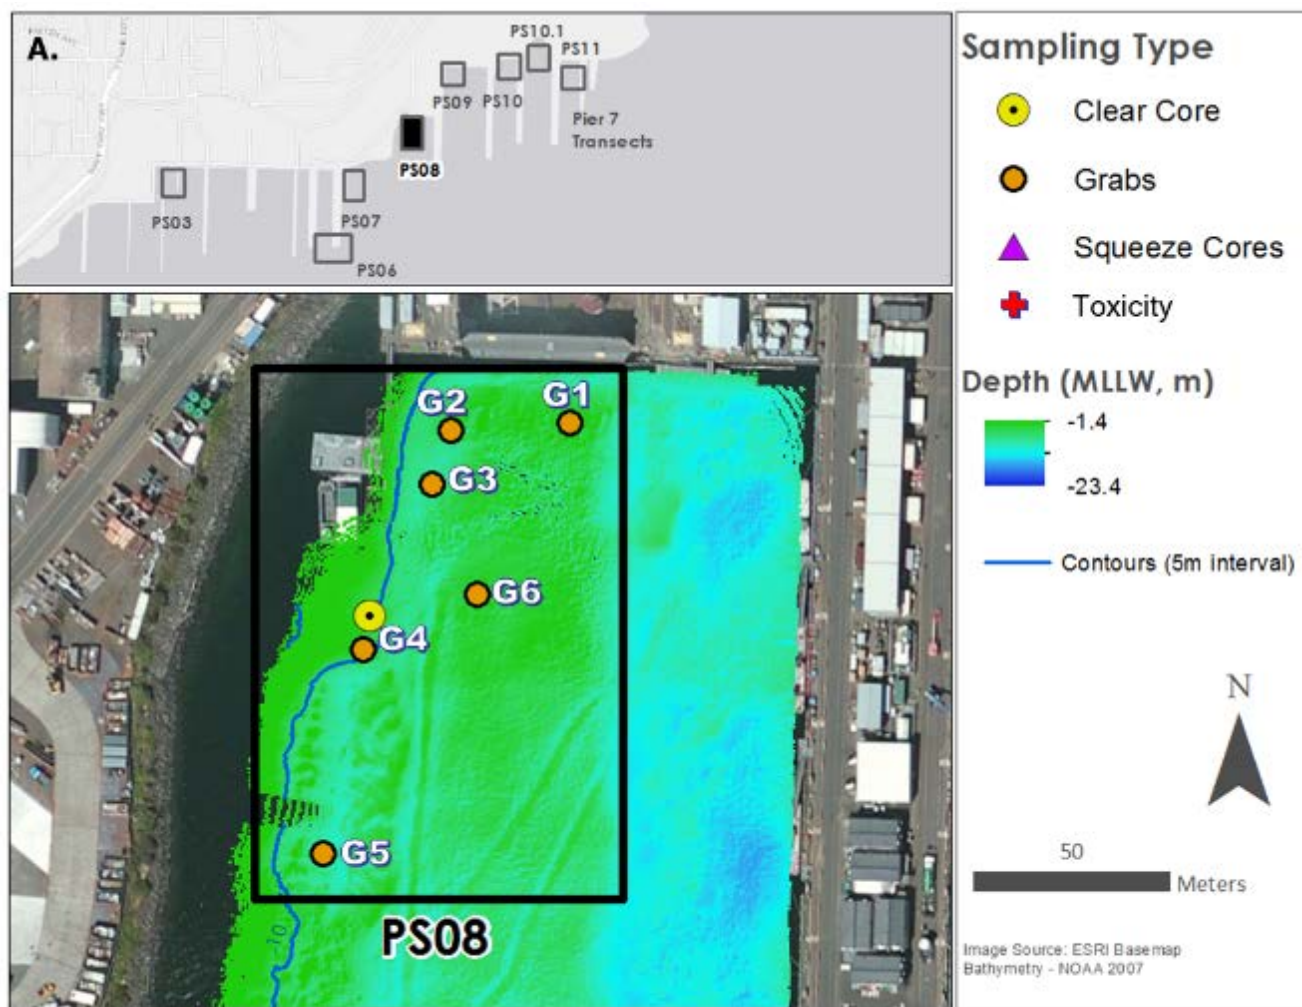 A.
PS10.1
PS11
PS09
PS10
Pier 7
Transects
PS08
PS03
PS07
PS06
G2
G1
G3
G6
G4
G5
10
PS08
Sampling Type
Clear Core
Grabs
Squeeze Cores
Toxicity
Depth (MLLW, m)
-1.4
-23.4
Contours (5m interval)
N
50
Meters
Image Source: ESRI Basemap
Bathymetry - NOAA 2007